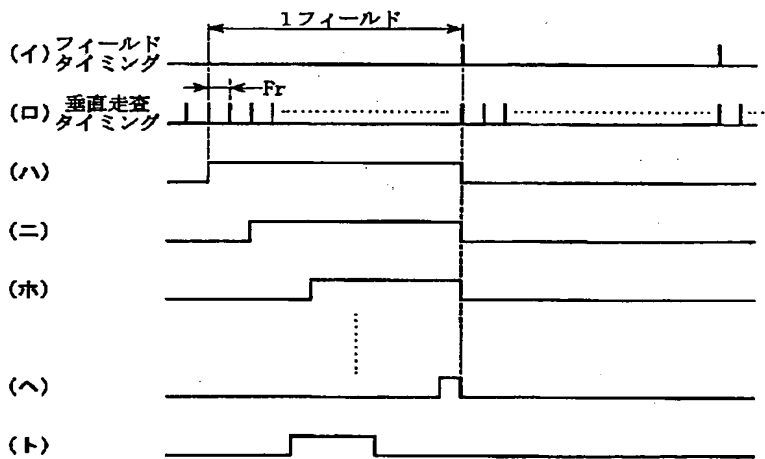 1フィールド
(イ) フィールド
タイミング
Fr
(ロ) 垂直走査
タイミング
(ハ)
(ニ)
(ホ)
(ヘ)
(ト)